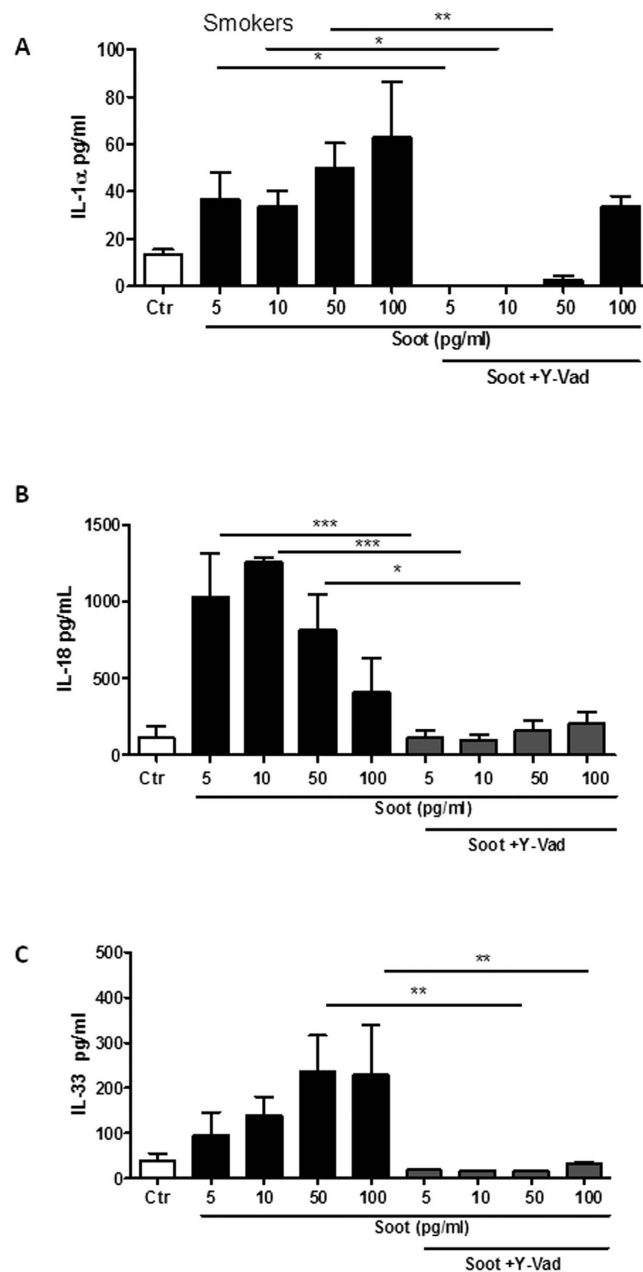 Smokers
**
A
*
*
100
80
60
40
20
0
IL-1α pg/ml
Ctr 5 10 50 100 5 10 50 100
Soot (pg/ml)
Soot +Y-Vad
B
***
***
*
1500
1000
500
0
IL-18 pg/mL
Ctr 5 10 50 100 5 10 50 100
Soot (pg/ml)
Soot +Y-Vad
C
**
**
500
400
300
200
100
0
IL-33 pg/ml
Ctr 5 10 50 100 5 10 50 100
Soot (pg/ml)
Soot +Y-Vad